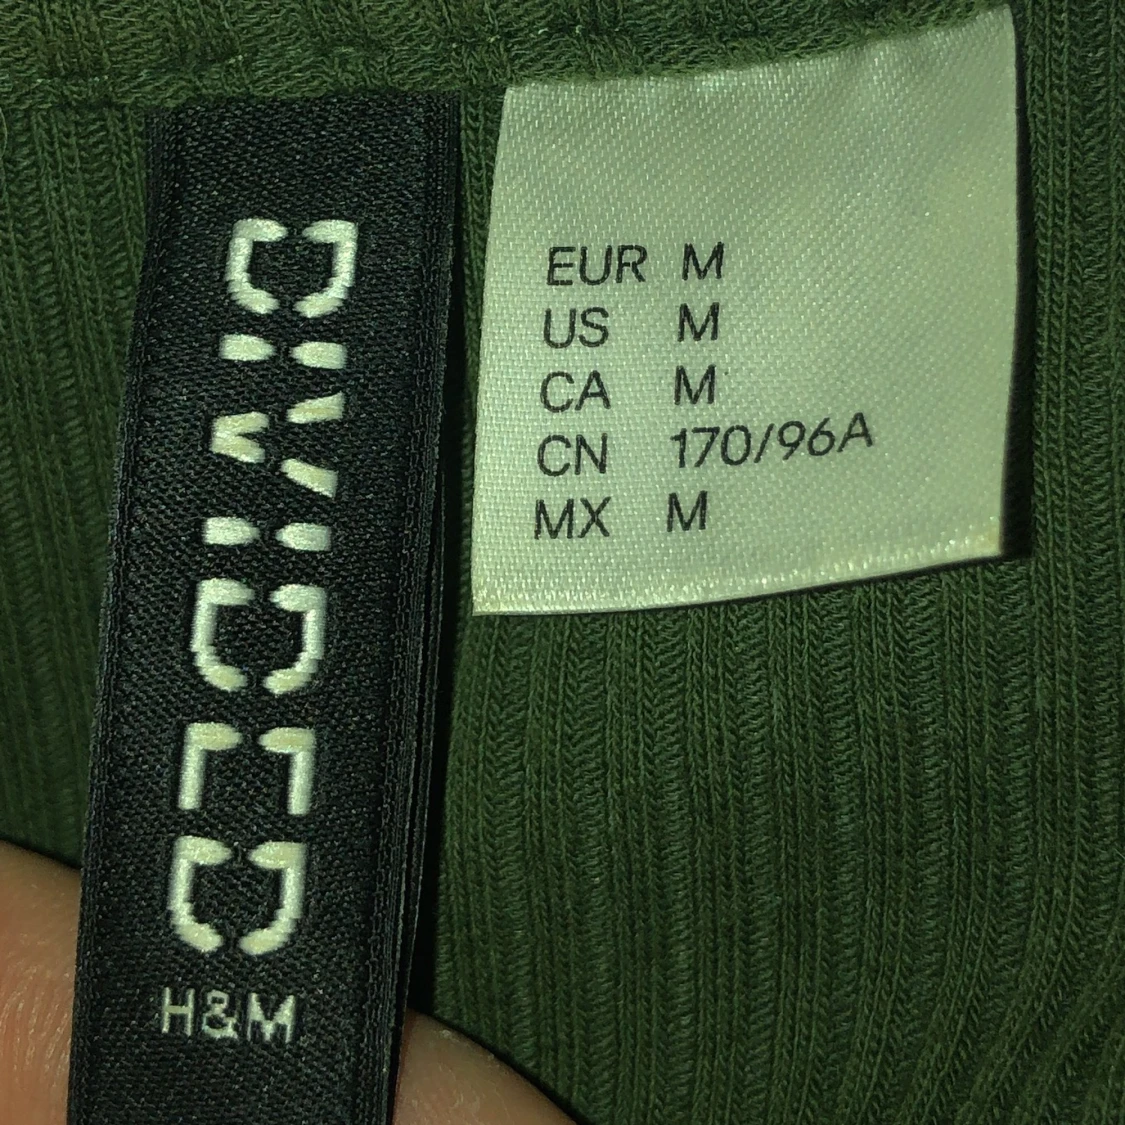 DIVIDED
H&M
EUR M
US M
CA M
CN 170/96A
MX M